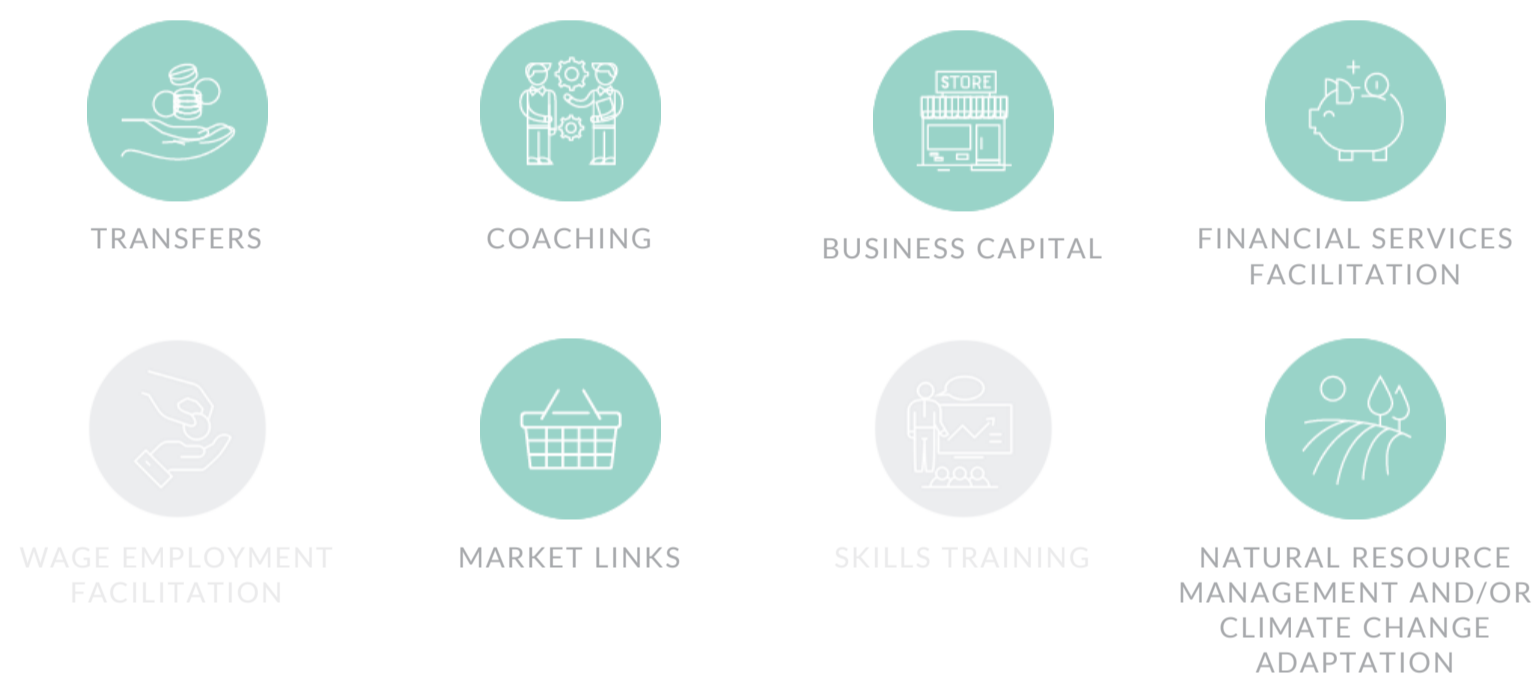 STORE
TRANSFERS
COACHING
BUSINESS CAPITAL
FINANCIAL SERVICES
FACILITATION
WAGE EMPLOYMENT
FACILITATION
MARKET LINKS
SKILLS TRAINING
NATURAL RESOURCE
MANAGEMENT AND/OR
CLIMATE CHANGE
ADAPTATION